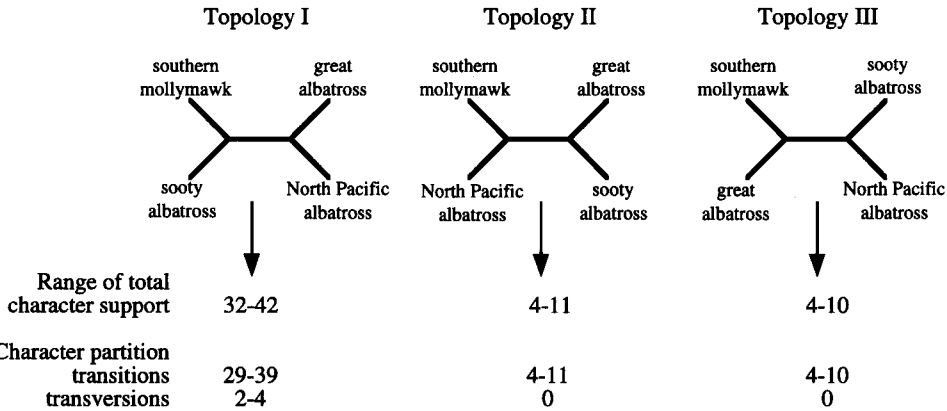 Topology I
Topology II
Topology III
southern
mollymawk
great
albatross
sooty
albatross
North Pacific
albatross
southern
mollymawk
great
albatross
North Pacific
albatross
sooty
albatross
southern
mollymawk
sooty
albatross
great
albatross
North Pacific
albatross
Range of total
character support 32-42 4-11 4-10
Character partition
transitions 29-39 4-11 4-10
transversions 2-4 0 0